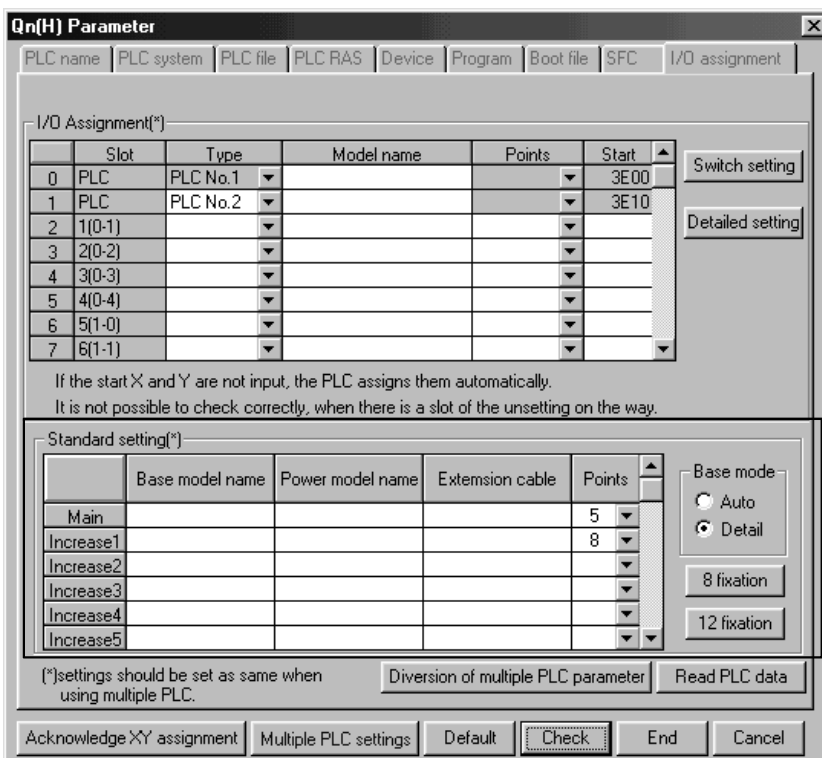 Qn(H) Parameter
PLC name PLC system PLC file PLC RAS Device Program Boot file SFC I/O assignment
I/O Assignment(*)
Slot Type Model name Points Start
0 PLC PLC No.1 3E00
1 PLC PLC No.2 3E10
2 1(0-1)
3 2(0-2)
4 3(0-3)
5 4(0-4)
6 5(1-0)
7 6(1-1)
Switch setting
Detailed setting
If the start X and Y are not input, the PLC assigns them automatically.
It is not possible to check correctly, when there is a slot of the unsetting on the way.
Standard setting(*)
Base model name Power model name Extemsion cable Points
Main 5
Increase1 8
Increase2
Increase3
Increase4
Increase5
Base mode
Auto
Detail
8 fixation
12 fixation
(*)settings should be set as same when
using multiple PLC.
Diversion of multiple PLC parameter Read PLC data
Acknowledge XY assignment Multiple PLC settings Default Check End Cancel